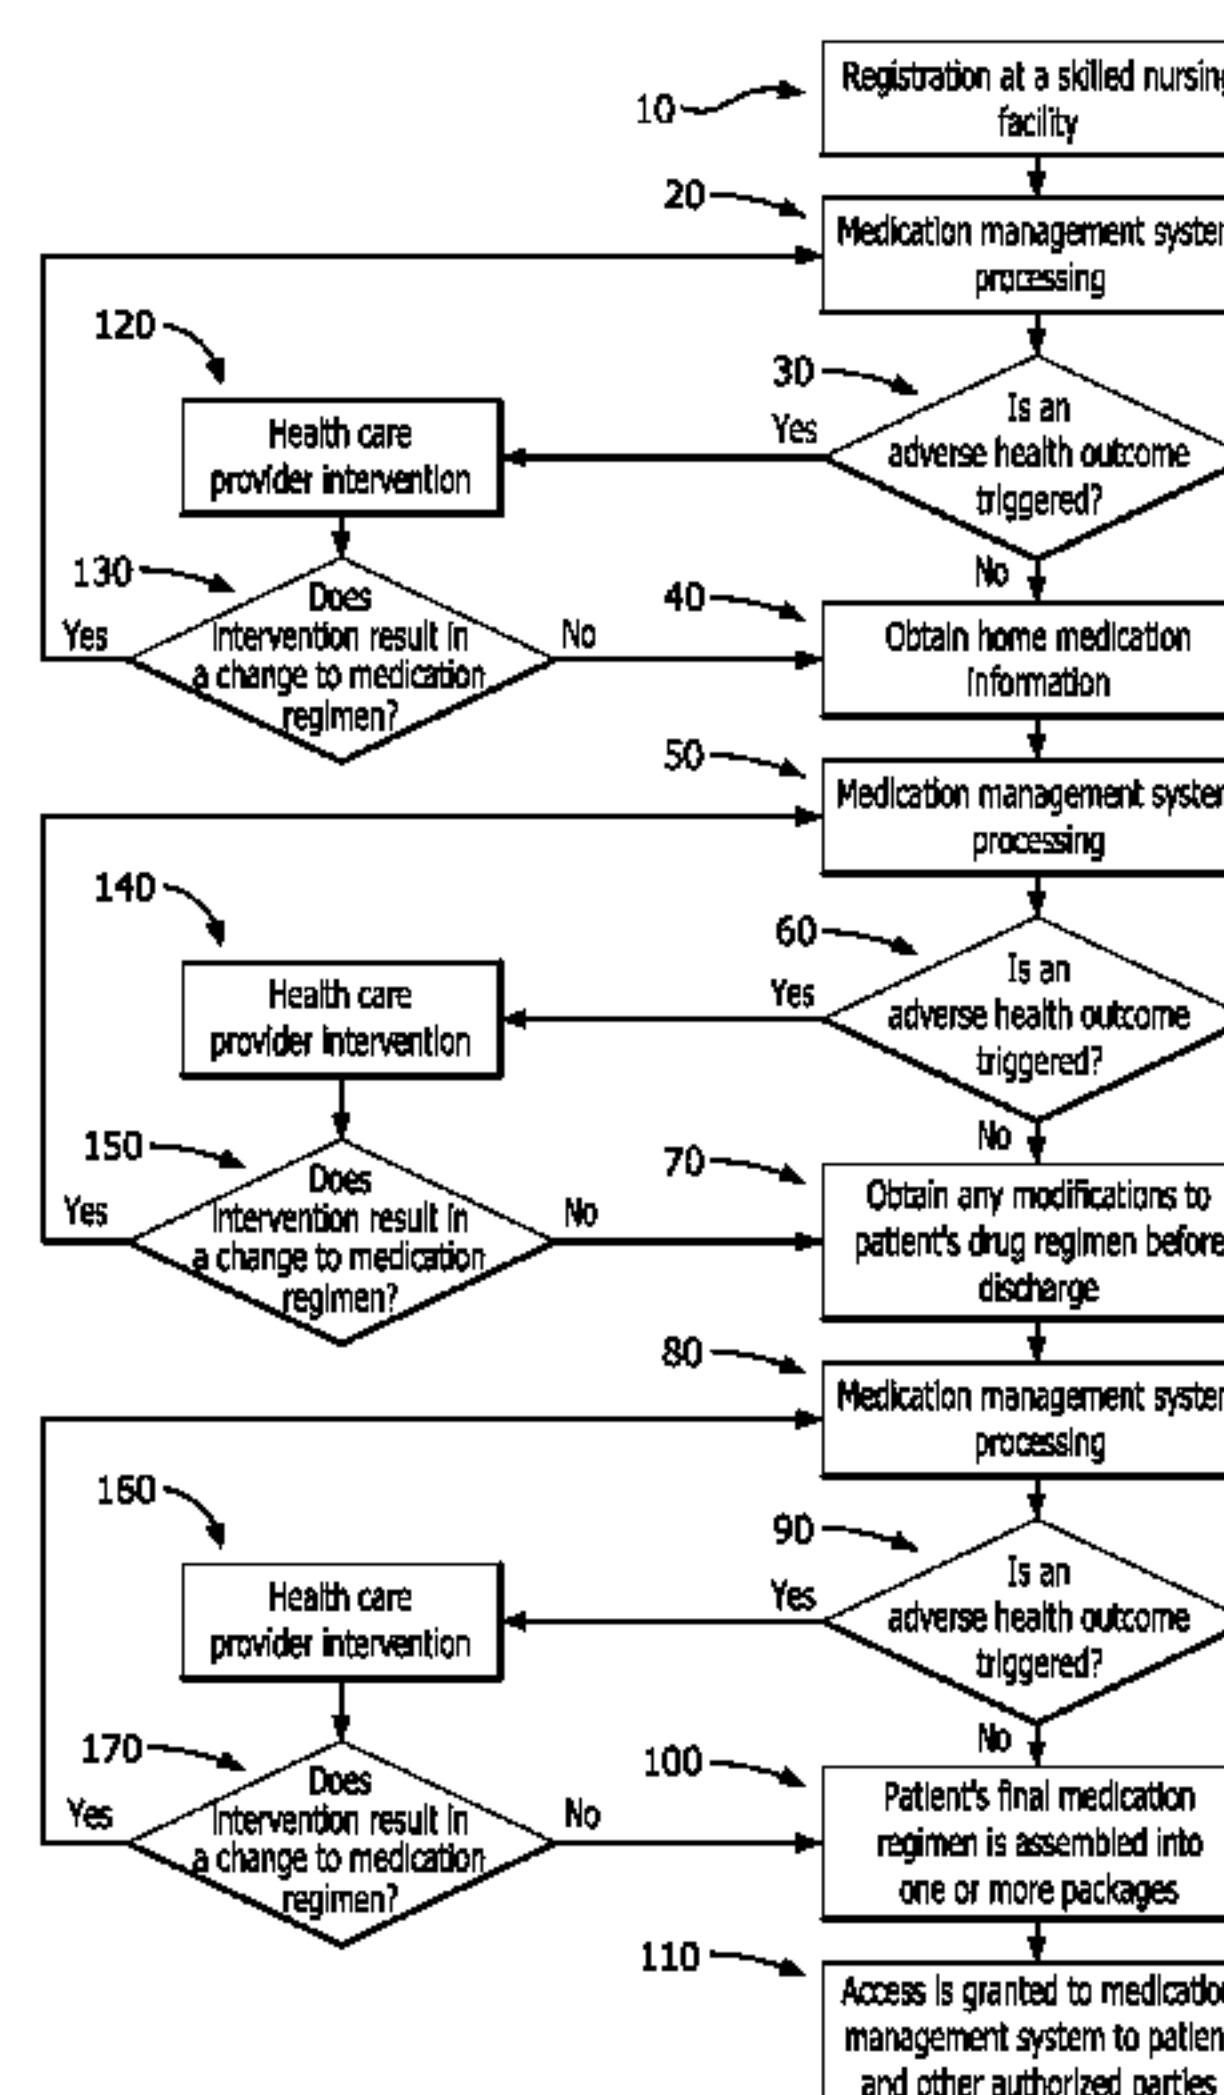 10
Registration at a skilled nursing
facility
20
Medication management system
processing
120
30
Is an
adverse health outcome
triggered?
Yes
Health care
provider intervention
No
130
Does
intervention result in
a change to medication
regimen?
Yes
No
40
Obtain home medication
information
50
Medication management system
processing
140
60
Is an
adverse health outcome
triggered?
Yes
Health care
provider intervention
No
150
Does
intervention result in
a change to medication
regimen?
Yes
No
70
Obtain any modifications to
patient's drug regimen before
discharge
80
Medication management system
processing
160
90
Is an
adverse health outcome
triggered?
Yes
Health care
provider intervention
No
170
Does
intervention result in
a change to medication
regimen?
Yes
No
100
Patient's final medication
regimen is assembled into
one or more packages
110
Access is granted to medication
management system to patient
and other authorized parties